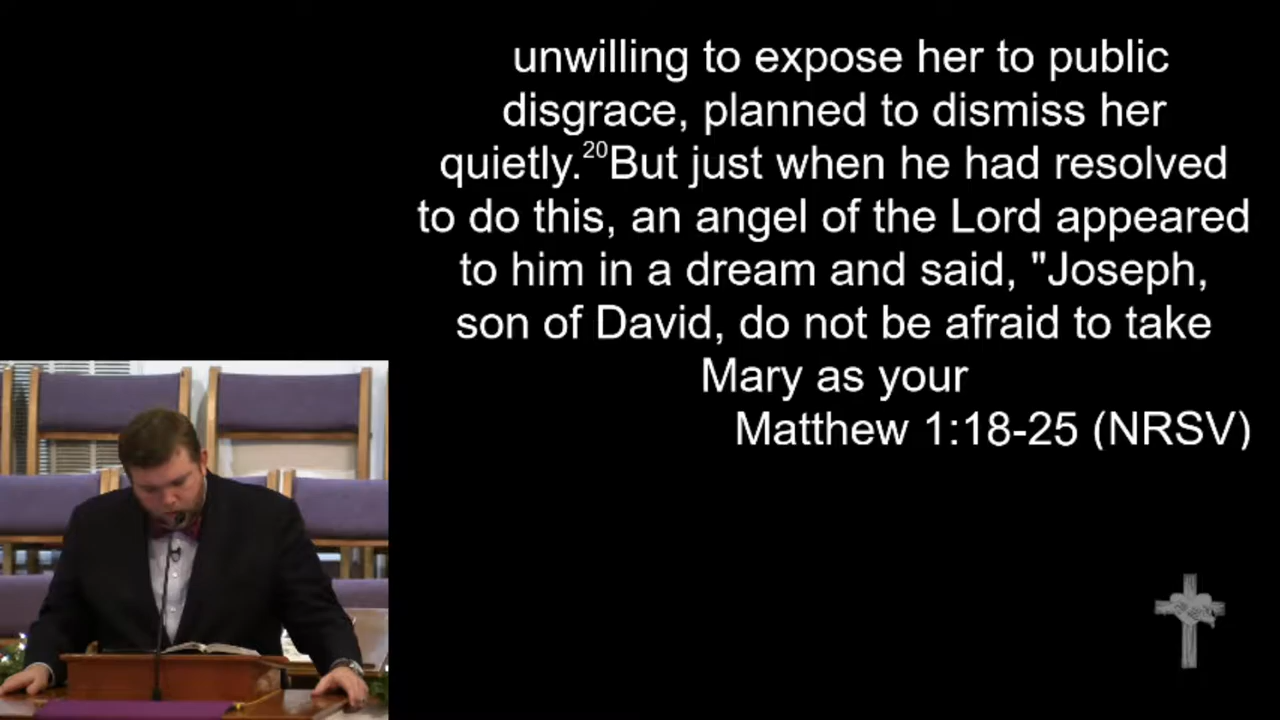 unwilling to expose her to public
disgrace, planned to dismiss her
quietly.20But just when he had resolved
to do this, an angel of the Lord appeared
to him in a dream and said, "Joseph,
son of David, do not be afraid to take
Mary as your
Matthew 1:18-25 (NRSV)